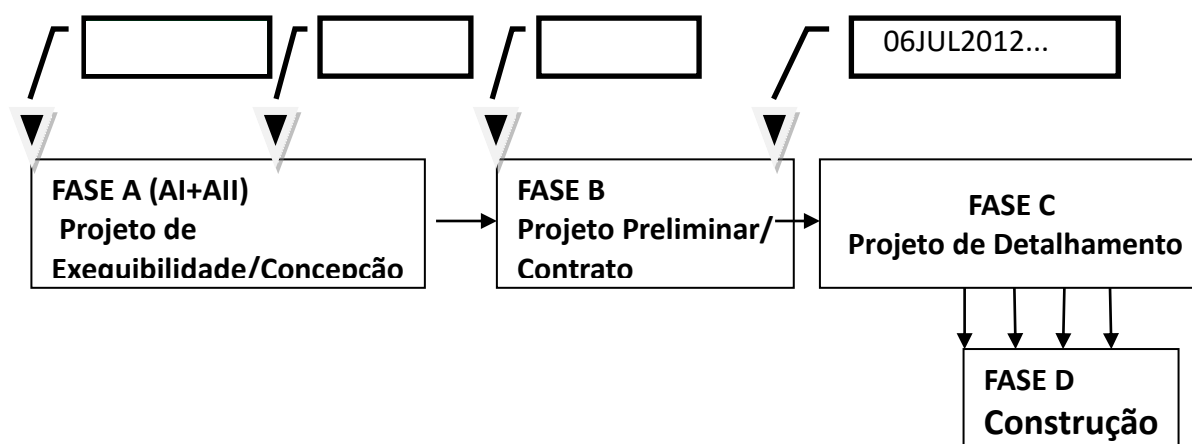 06JUL2012...
FASE A (AI+AII)
Projeto de
Exequibilidade/Concepção
FASE B
Projeto Preliminar/
Contrato
FASE C
Projeto de Detalhamento
FASE D
Construção